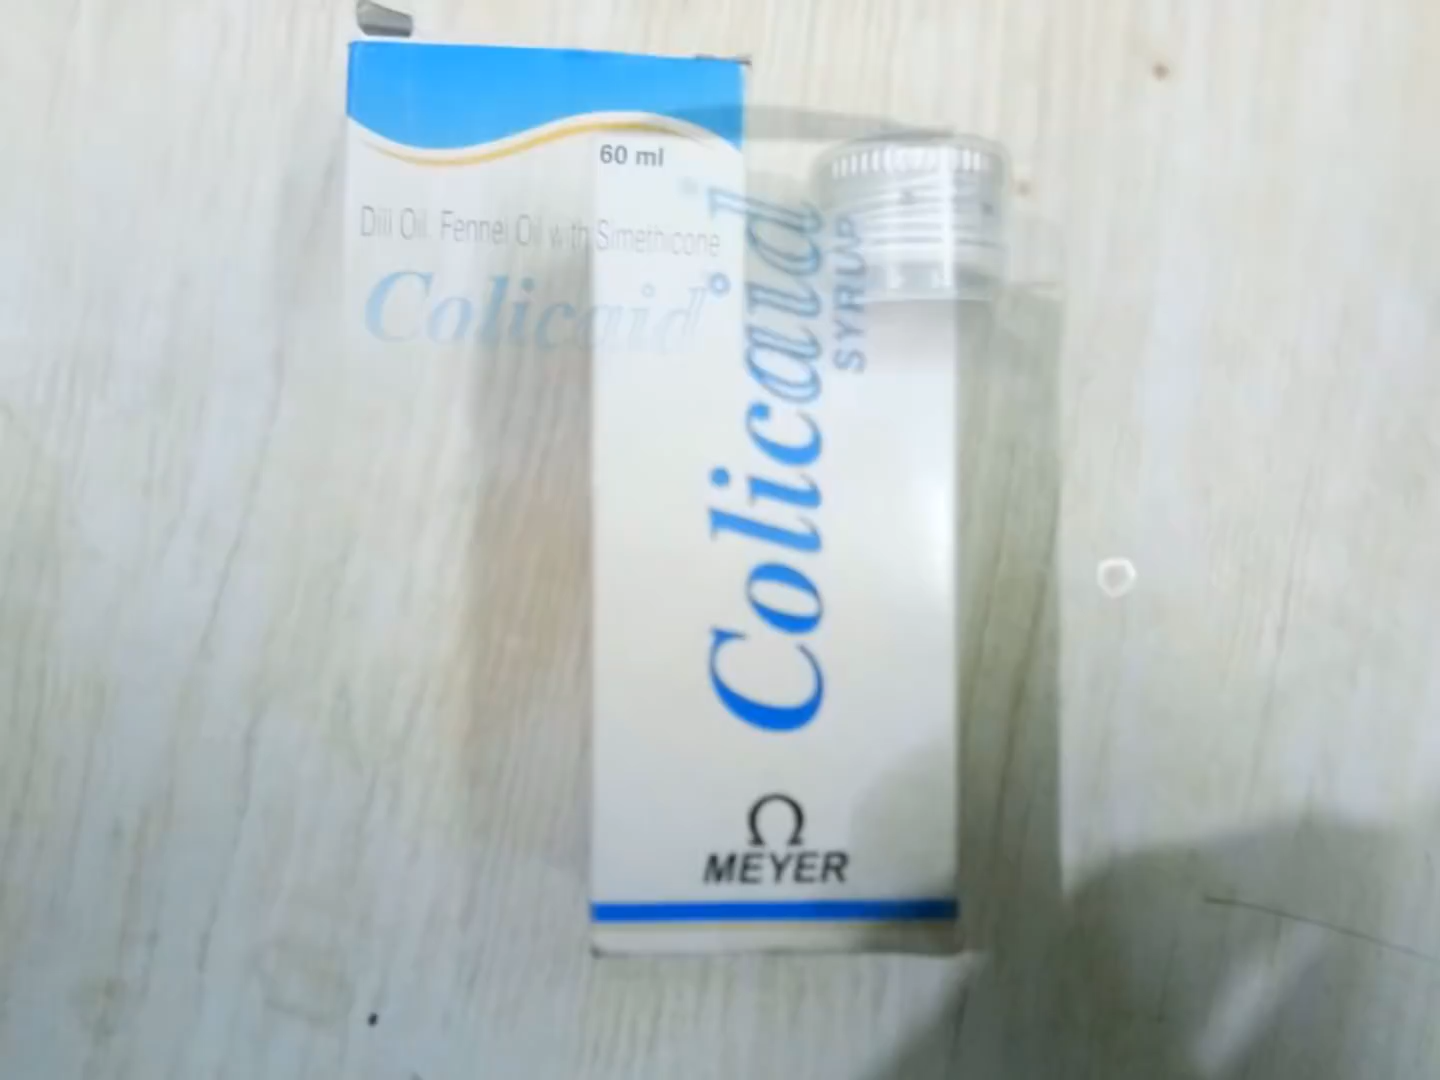 60 ml
Dill Oil, Fennel Oil with Simethicone
Colicaid
Colicaid
SYRUP
MEYER